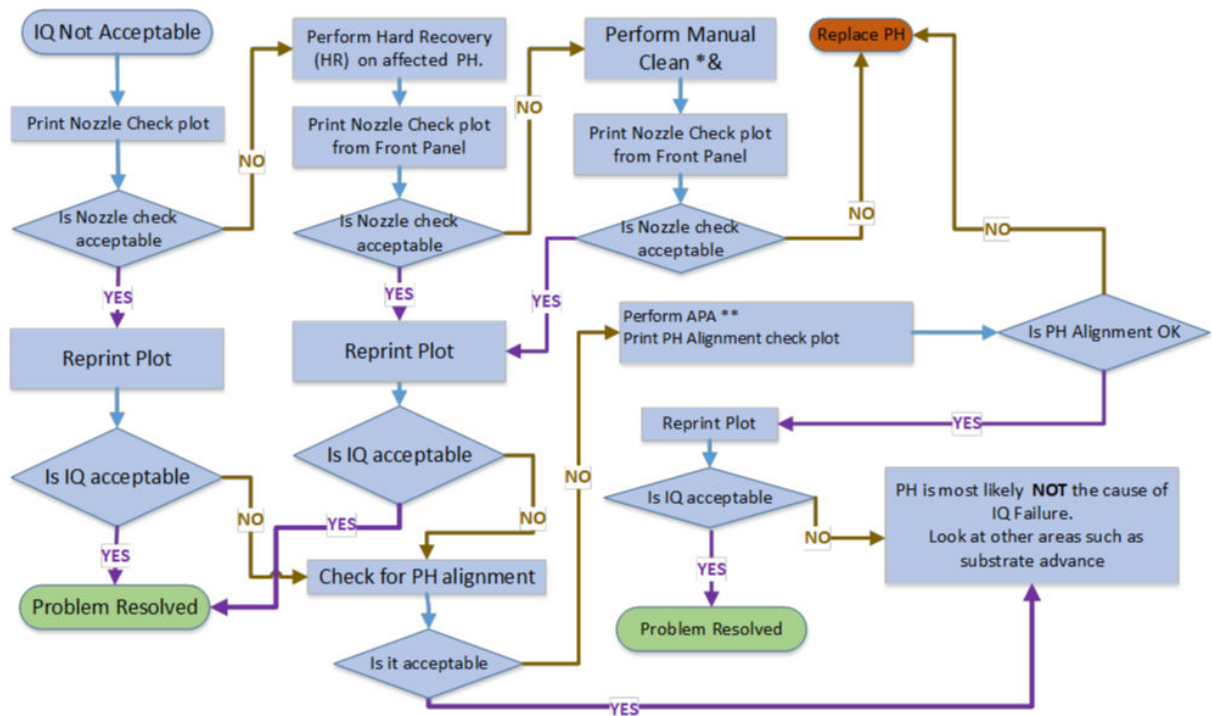 IQ Not Acceptable
Print Nozzle Check plot
Is Nozzle check
acceptable
NO
YES
Reprint Plot
Is IQ acceptable
NO
YES
Problem Resolved
Perform Hard Recovery
(HR) on affected PH.
Print Nozzle Check plot
from Front Panel
Is Nozzle check
acceptable
NO
YES
Reprint Plot
Is IQ acceptable
NO
YES
Check for PH alignment
Is it acceptable
NO
YES
Perform Manual
Clean *&
Print Nozzle Check plot
from Front Panel
Is Nozzle check
acceptable
YES
NO
Replace PH
Perform APA **
Print PH Alignment check plot
Is PH Alignment OK
NO
YES
Reprint Plot
Is IQ acceptable
NO
YES
Problem Resolved
PH is most likely NOT the cause of
IQ Failure.
Look at other areas such as
substrate advance